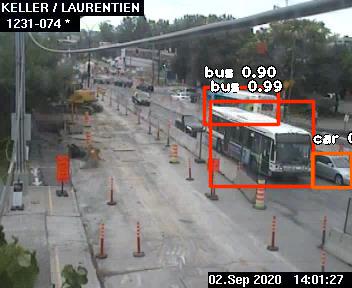 KELLER / LAURENTIEN
1231-074 *
bus 0.90
bus 0.99
car 0
02.Sep 2020 14:01:27